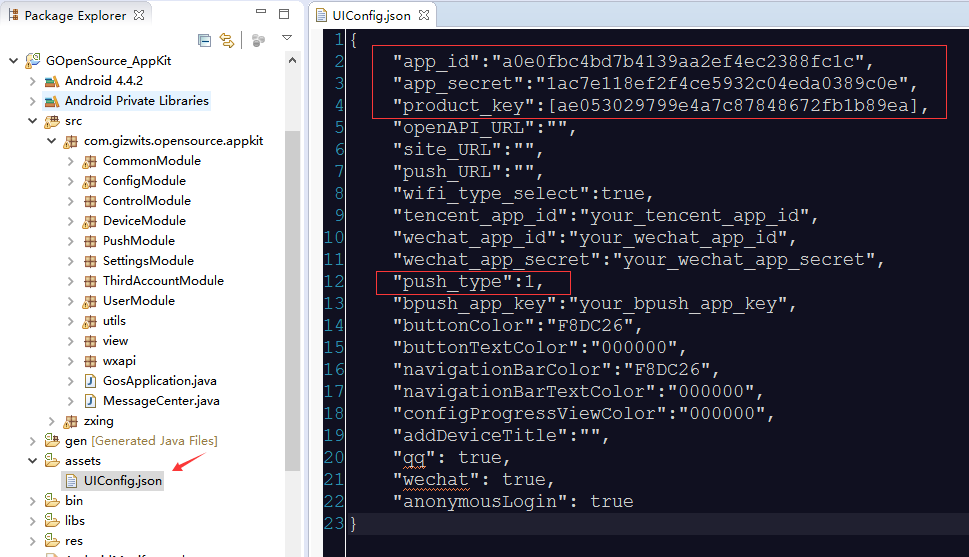 Package Explorer
GOpenSource_AppKit
Android 4.4.2
Android Private Libraries
src
com.gizwits.opensource.appkit
CommonModule
ConfigModule
ControlModule
DeviceModule
PushModule
SettingsModule
ThirdAccountModule
UserModule
utils
view
wxapi
GosApplication.java
MessageCenter.java
zxing
gen [Generated Java Files]
assets
UIConfig.json
bin
libs
res
UIConfig.json
1 {
2 "app_id":"a0e0fbc4bd7b4139aa2ef4ec2388fc1c",
3 "app_secret":"1ac7e118ef2f4ce5932c04eda0389c0e",
4 "product_key":[ae053029799e4a7c87848672fb1b89ea],
5 "openAPI_URL":"",
6 "site_URL":"",
7 "push_URL":"",
8 "wifi_type_select":true,
9 "tencent_app_id":"your_tencent_app_id",
10 "wechat_app_id":"your_wechat_app_id",
11 "wechat_app_secret":"your_wechat_app_secret",
12 "push_type":1,
13 "bpush_app_key":"your_bpush_app_key",
14 "buttonColor":"F8DC26",
15 "buttonTextColor":"000000",
16 "navigationBarColor":"F8DC26",
17 "navigationBarTextColor":"000000",
18 "configProgressViewColor":"000000",
19 "addDeviceTitle":"",
20 "qq": true,
21 "wechat": true,
22 "anonymousLogin": true
23 }